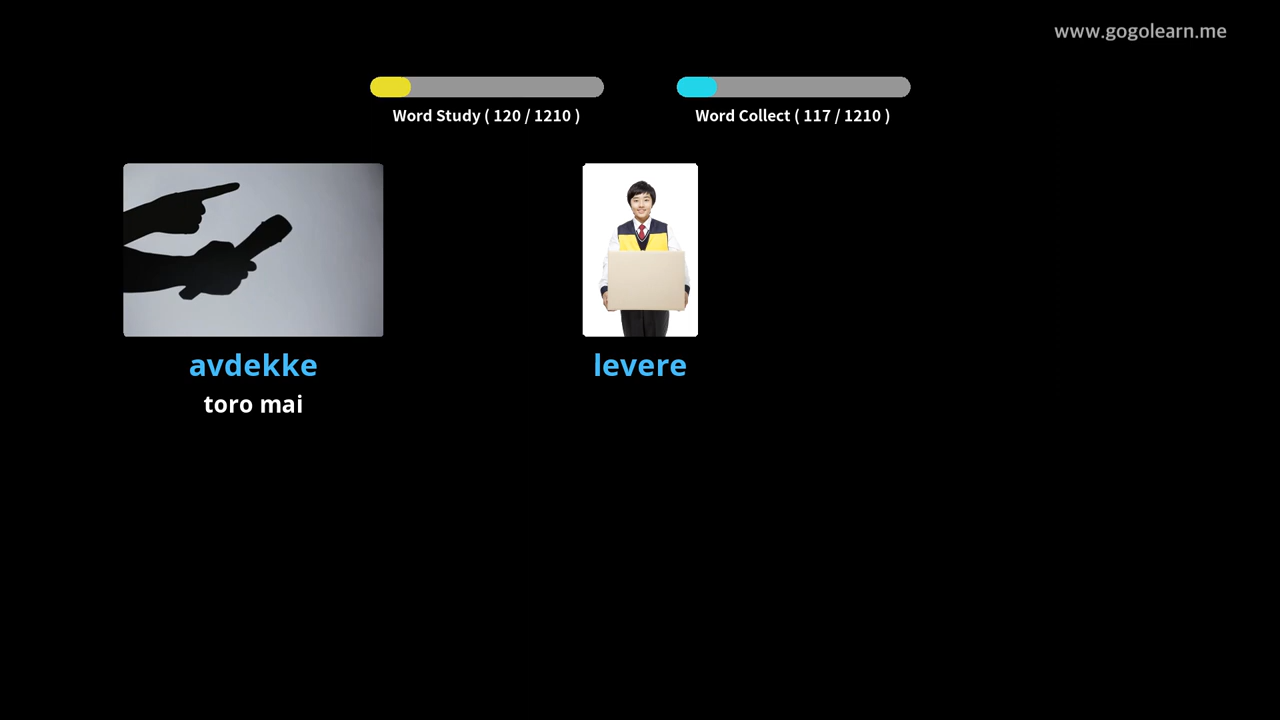 www.gogolearn.me
Word Study ( 120 / 1210 )
Word Collect ( 117 / 1210 )
avdekke
toro mai
levere